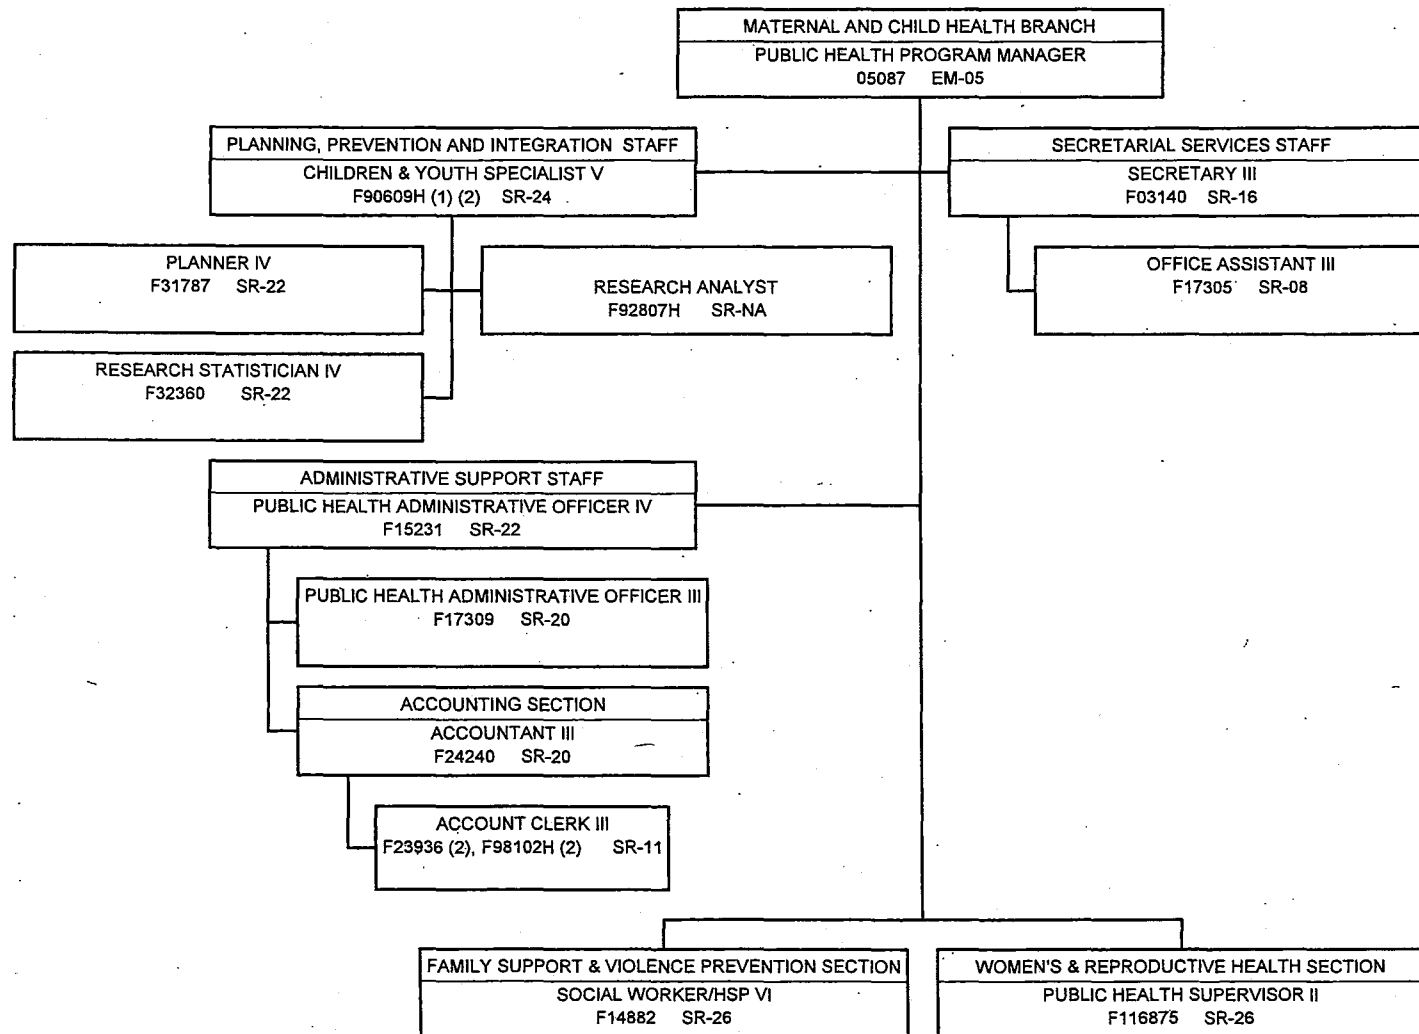 MATERNAL AND CHILD HEALTH BRANCH
PUBLIC HEALTH PROGRAM MANAGER
05087 EM-05
PLANNING, PREVENTION AND INTEGRATION STAFF
CHILDREN & YOUTH SPECIALIST V
F90609H (1) (2) SR-24
SECRETARIAL SERVICES STAFF
SECRETARY III
F03140 SR-16
PLANNER IV
F31787 SR-22
RESEARCH ANALYST
F92807H SR-NA
OFFICE ASSISTANT III
F17305 SR-08
RESEARCH STATISTICIAN IV
F32360 SR-22
ADMINISTRATIVE SUPPORT STAFF
PUBLIC HEALTH ADMINISTRATIVE OFFICER IV
F15231 SR-22
PUBLIC HEALTH ADMINISTRATIVE OFFICER III
F17309 SR-20
ACCOUNTING SECTION
ACCOUNTANT III
F24240 SR-20
ACCOUNT CLERK III
F23936 (2), F98102H (2) SR-11
FAMILY SUPPORT & VIOLENCE PREVENTION SECTION
SOCIAL WORKER/HSP VI
F14882 SR-26
WOMEN'S & REPRODUCTIVE HEALTH SECTION
PUBLIC HEALTH SUPERVISOR II
F116875 SR-26